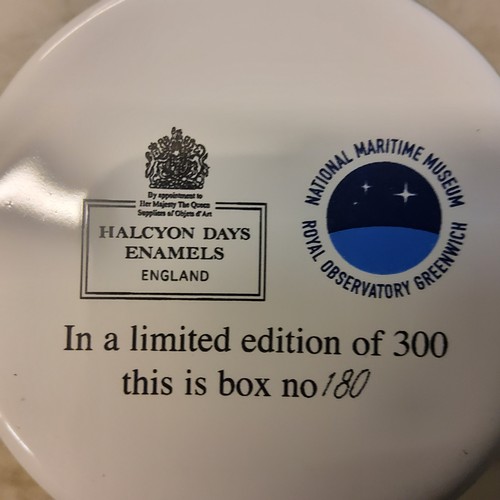 By appointment to
Her Majesty The Queen
Suppliers of Objets d'Art
HALCYON DAYS
ENAMELS
ENGLAND
NATIONAL MARITIME MUSEUM
ROYAL OBSERVATORY GREENWICH
In a limited edition of 300
this is box no 180